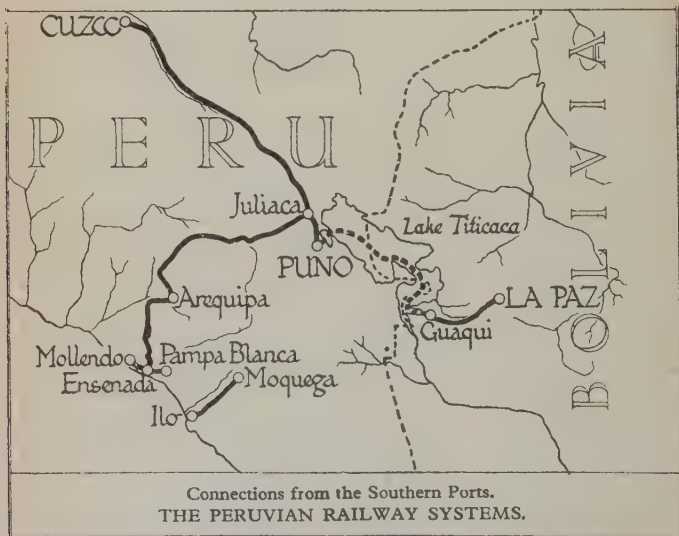 CUZCO
PERU
BOLIVIA
Juliaca
Lake Titicaca
PUNO
Arequipa
LA PAZ
Guaqui
Mollendo
Pampa Blanca
Ensenada
Moquega
Ilo
Connections from the Southern Ports.
THE PERUVIAN RAILWAY SYSTEMS.